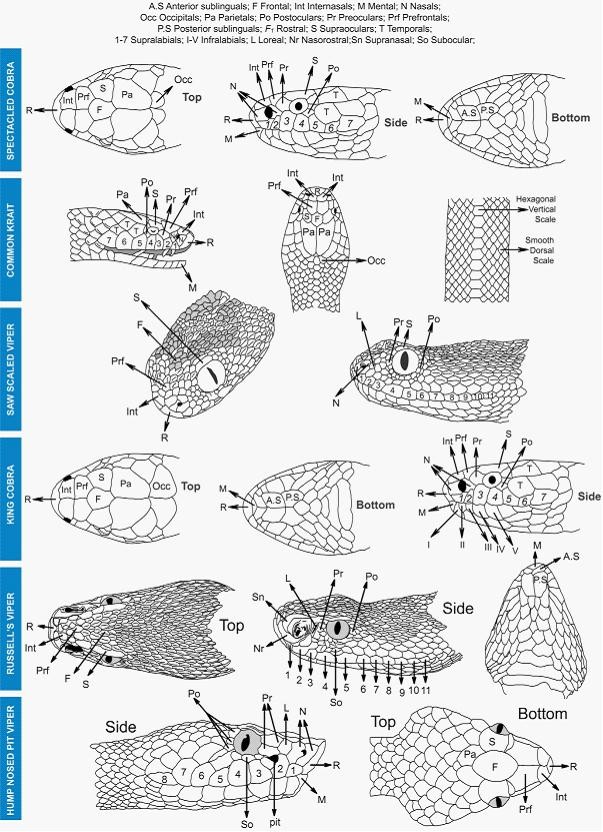 A.S Anterior sublinguals; F Frontal; Int Internasals; M Mental; N Nasals;
Occ Occipitals; Pa Parietals; Po Postoculars; Pr Preoculars; Prf Prefrontals;
P.S Posterior sublinguals; Fr Rostral; S Supraoculars; T Temporals;
1-7 Supralabials; I-V Infralabials; L Loreal; Nr Nasorostral;Sn Supranasal; So Subocular;
SPECTACLED COBRA
R Int Prf S F Pa Occ Top
N Int Prf Pr S Po
R M 1 2 3 4 5 6 7 T T Side
M R A.S P.S Bottom
COMMON KRAIT
Pa Po S Pr Prf Int
T T T 7 6 5 4 3 2 1 R
M
Int Int Prf R
S F
Pa Pa
Occ
Hexagonal
Vertical
Scale
Smooth
Dorsal
Scale
SAW SCALED VIPER
S
F
Prf
Int
R
L Pr S Po
N
2 3 4 5 6 7 8 9 10 11
KING COBRA
R Int Prf S F Pa Occ Top
M R A.S P.S Bottom
N Int Prf Pr S Po
R M 1 2 3 4 5 6 7 T T Side
I II III IV V
RUSSELL'S VIPER
R
Int
Prf F S
Top
Sn L Pr Po Side
Nr
1 2 3 4 So 5 6 7 8 9 10 11
M
A.S
P.S
HUMP NOSED PIT VIPER
Side
Po Pr L N
8 7 6 5 4 3 2 1 R
M
So pit
Top Bottom
S
Pa F R
Int
Prf